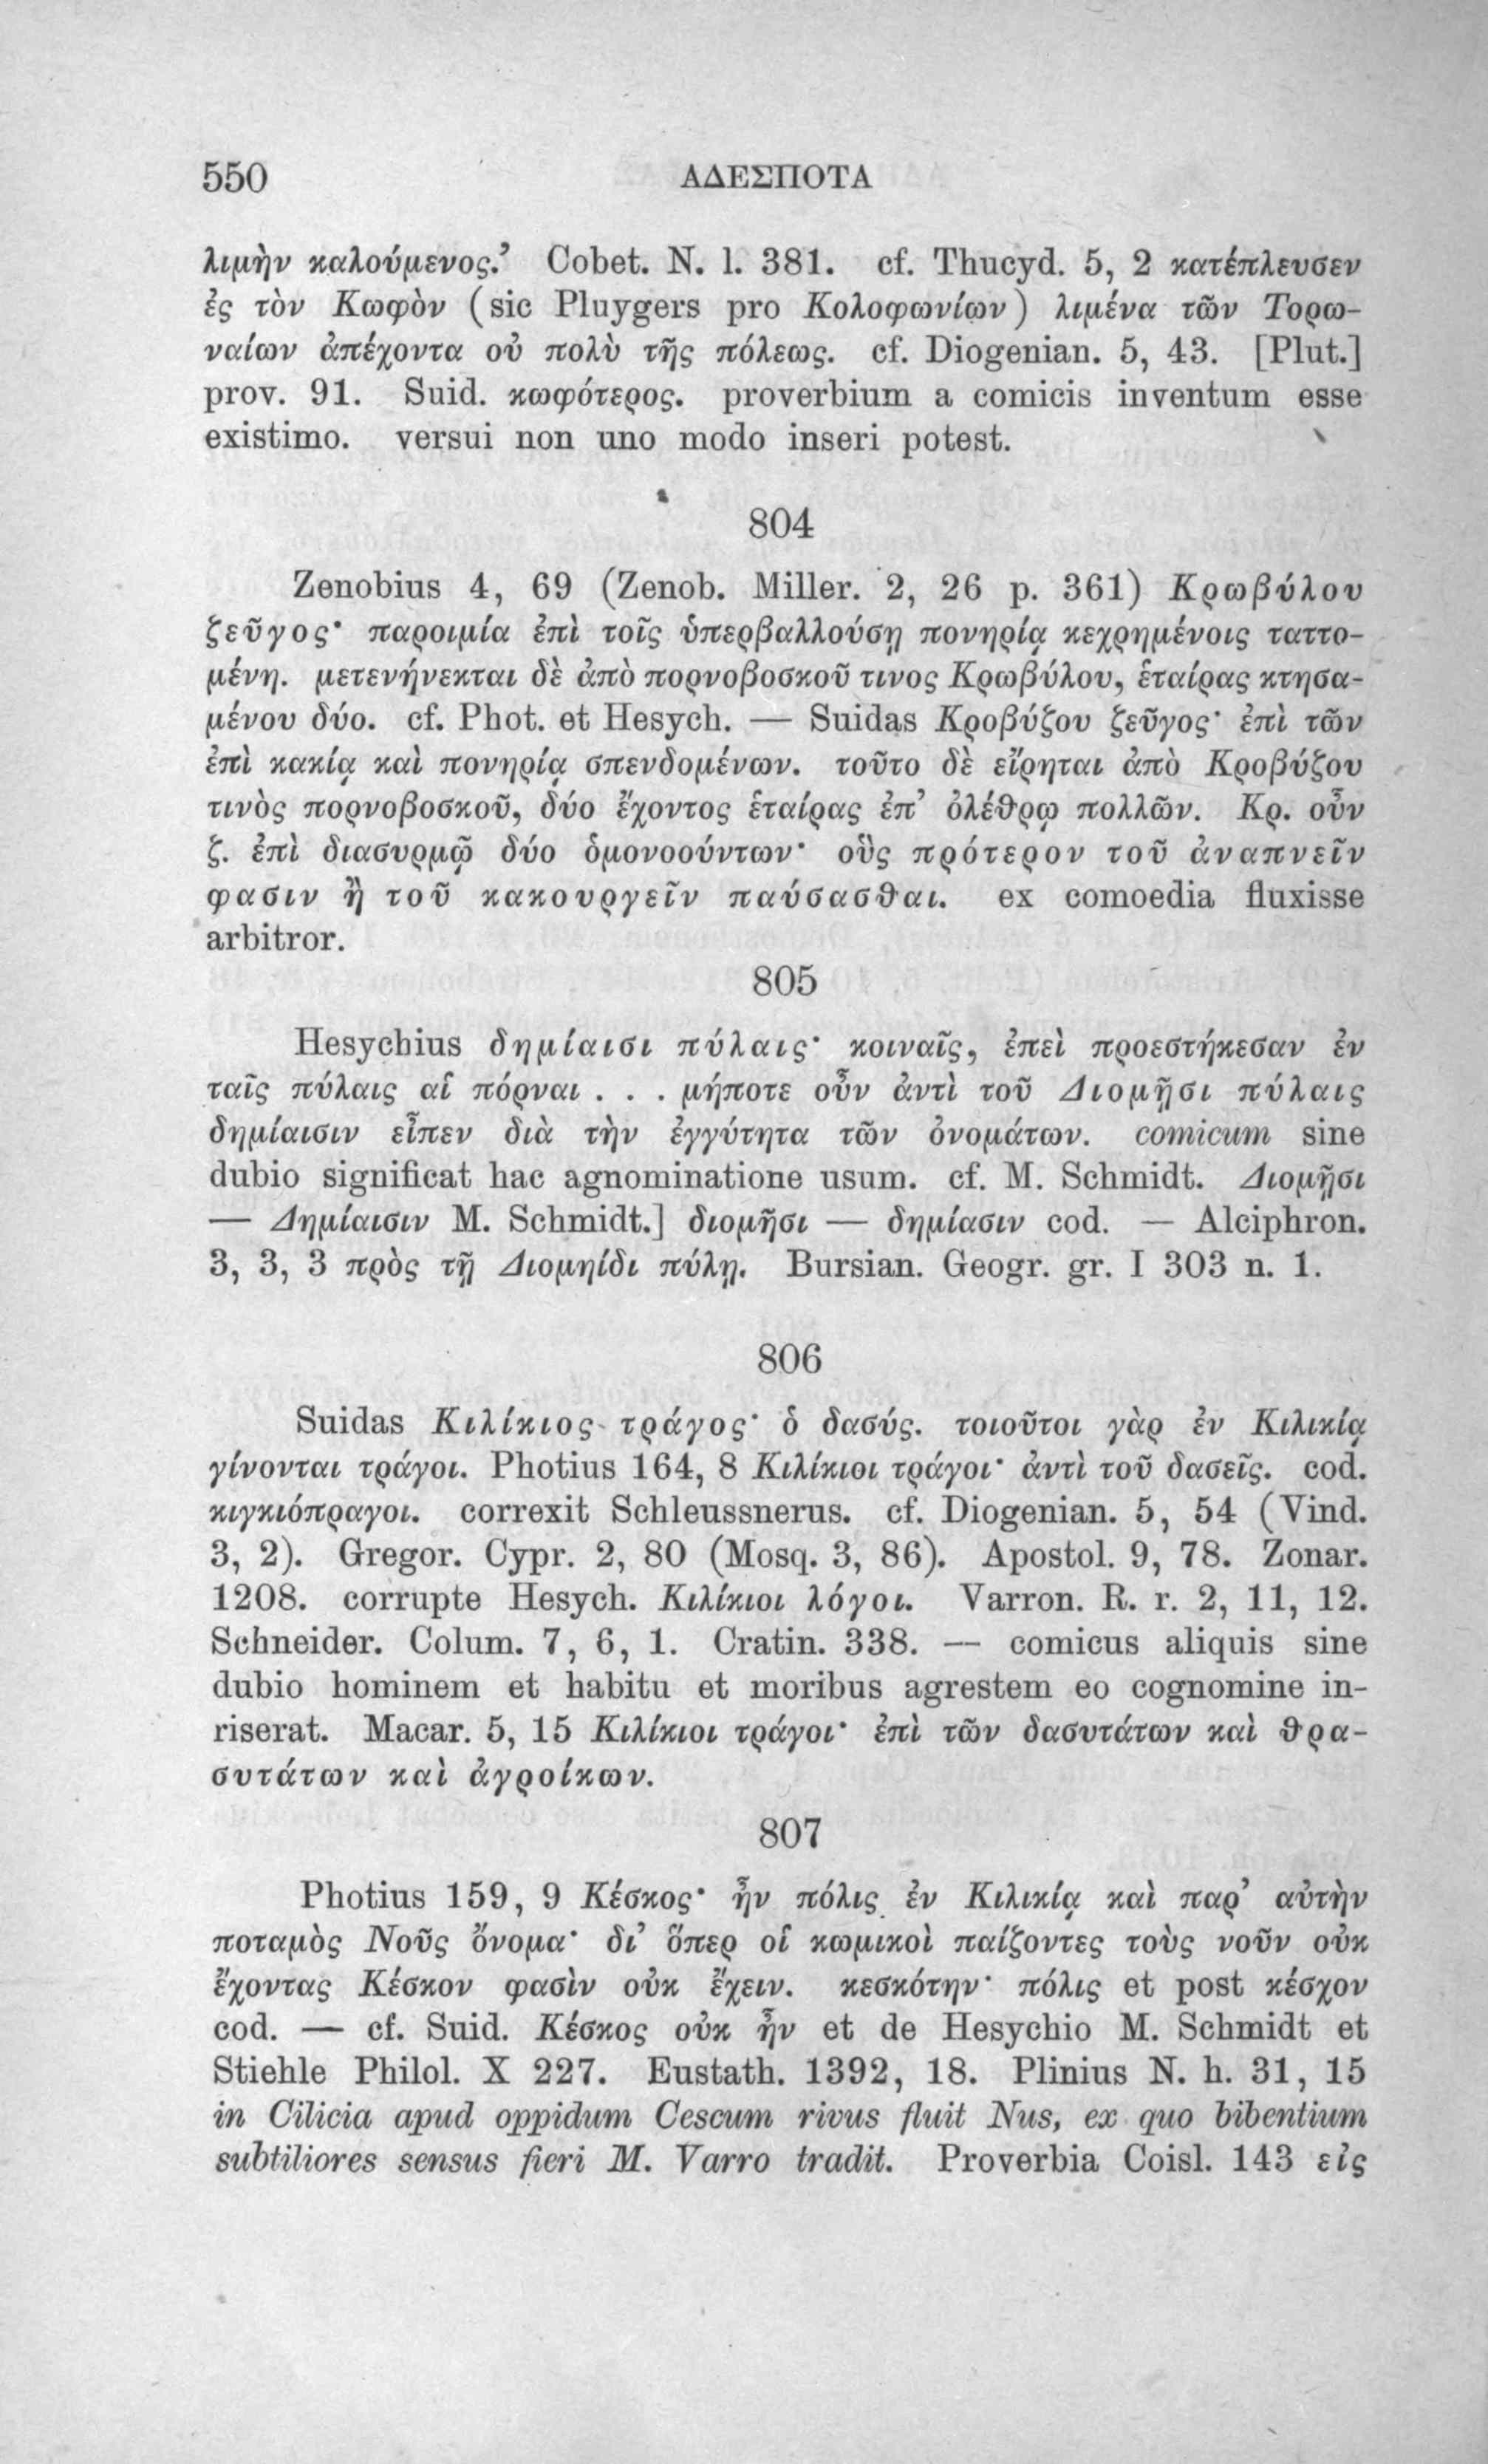 550 ΑΔΕΣΠΟΤΑ
λιμὴν καλούμενος.’ Cobet. N. l. 381. cf. Thucyd. 5, 2 κατέπλευσεν
ἐς τὸν Κωφὸν (sic Pluygers pro Κολοφωνίων) λιμένα τῶν Τορω-
ναίων ἀπέχοντα οὐ πολὺ τῆς πόλεως. cf. Diogenian. 5, 43. [Plut.]
prov. 91. Suid. κωφότερος. proverbium a comicis inventum esse
existimo. versui non uno modo inseri potest.
804
Zenobius 4, 69 (Zenob. Miller. 2, 26 p. 361) Κρωβύλου
ζεῦγος· παροιμία ἐπὶ τοῖς ὑπερβαλλούσῃ πονηρίᾳ κεχρημένοις ταττο-
μένη. μετενήνεκται δὲ ἀπὸ πορνοβοσκοῦ τινος Κρωβύλου, ἑταίρας κτησα-
μένου δύο. cf. Phot. et Hesych. — Suidas Κροβύζου ζεῦγος· ἐπὶ τῶν
ἐπὶ κακίᾳ καὶ πονηρίᾳ σπενδομένων. τοῦτο δὲ εἴρηται ἀπὸ Κροβύζου
τινὸς πορνοβοσκοῦ, δύο ἔχοντος ἑταίρας ἐπ’ ὀλέθρῳ πολλῶν. Κρ. οὖν
ζ. ἐπὶ διασυρμῷ δύο ὁμονοούντων· οὓς πρότερον τοῦ ἀναπνεῖν
φασιν ἢ τοῦ κακουργεῖν παύσασθαι. ex comoedia fluxisse
arbitror.
805
Hesychius δημίαισι πύλαις· κοιναῖς, ἐπεὶ προεστήκεσαν ἐν
ταῖς πύλαις αἱ πόρναι . . . μήποτε οὖν ἀντὶ τοῦ Διομῇσι πύλαις
δημίαισιν εἶπεν διὰ τὴν ἐγγύτητα τῶν ὀνομάτων. comicum sine
dubio significat hac agnominatione usum. cf. M. Schmidt. Διομῇσι
— Δημίαισιν M. Schmidt.] διομῆσι — δημίασιν cod. — Alciphron.
3, 3, 3 πρὸς τῇ Διομηίδι πύλῃ. Bursian. Geogr. gr. I 303 n. 1.
806
Suidas Κιλίκιος τράγος· ὁ δασύς. τοιοῦτοι γὰρ ἐν Κιλικίᾳ
γίνονται τράγοι. Photius 164, 8 Κιλίκιοι τράγοι· ἀντὶ τοῦ δασεῖς. cod.
κιγκιόπραγοι. correxit Schleussnerus. cf. Diogenian. 5, 54 (Vind.
3, 2). Gregor. Cypr. 2, 80 (Mosq. 3, 86). Apostol. 9, 78. Zonar.
1208. corrupte Hesych. Κιλίκιοι λόγοι. Varron. R. r. 2, 11, 12.
Schneider. Colum. 7, 6, 1. Cratin. 338. — comicus aliquis sine
dubio hominem et habitu et moribus agrestem eo cognomine in-
riserat. Macar. 5, 15 Κιλίκιοι τράγοι· ἐπὶ τῶν δασυτάτων καὶ θρα-
συτάτων καὶ ἀγροίκων.
807
Photius 159, 9 Κέσκος· ἦν πόλις ἐν Κιλικίᾳ καὶ παρ’ αὐτὴν
ποταμὸς Νοῦς ὄνομα· δι’ ὅπερ οἱ κωμικοὶ παίζοντες τοὺς νοῦν οὐκ
ἔχοντας Κέσκον φασὶν οὐκ ἔχειν. κεσκότην· πόλις et post κέσχον
cod. — cf. Suid. Κέσκος οὐκ ἦν et de Hesychio M. Schmidt et
Stiehle Philol. X 227. Eustath. 1392, 18. Plinius N. h. 31, 15
in Cilicia apud oppidum Cescum rivus fluit Nus, ex quo bibentium
subtiliores sensus fieri M. Varro tradit. Proverbia Coisl. 143 εἰς